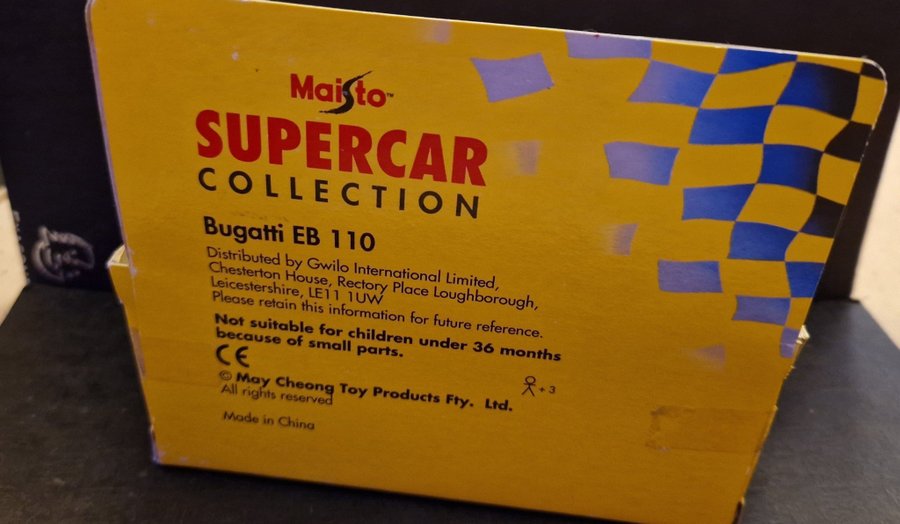 Maisto™
SUPERCAR
COLLECTION
Bugatti EB 110
Distributed by Gwilo International Limited,
Chesterton House, Rectory Place Loughborough,
Leicestershire, LE11 1UW
Please retain this information for future reference.
Not suitable for children under 36 months
because of small parts.
CE
+ 3
© May Cheong Toy Products Fty. Ltd.
All rights reserved
Made in China